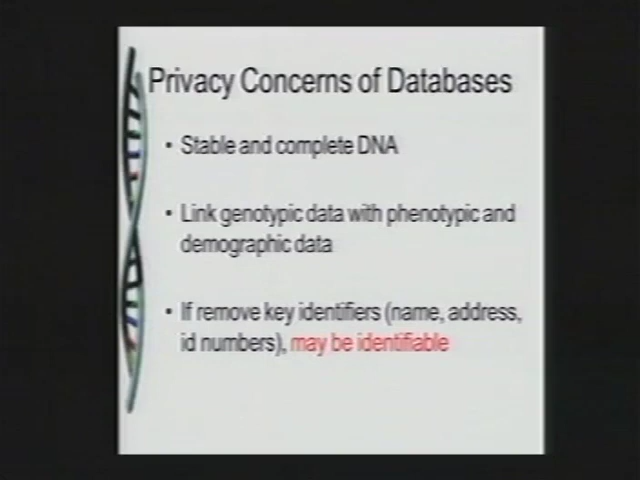 Privacy Concerns of Databases
• Stable and complete DNA
• Link genotypic data with phenotypic and
demographic data
• If remove key identifiers (name, address,
id numbers), may be identifiable